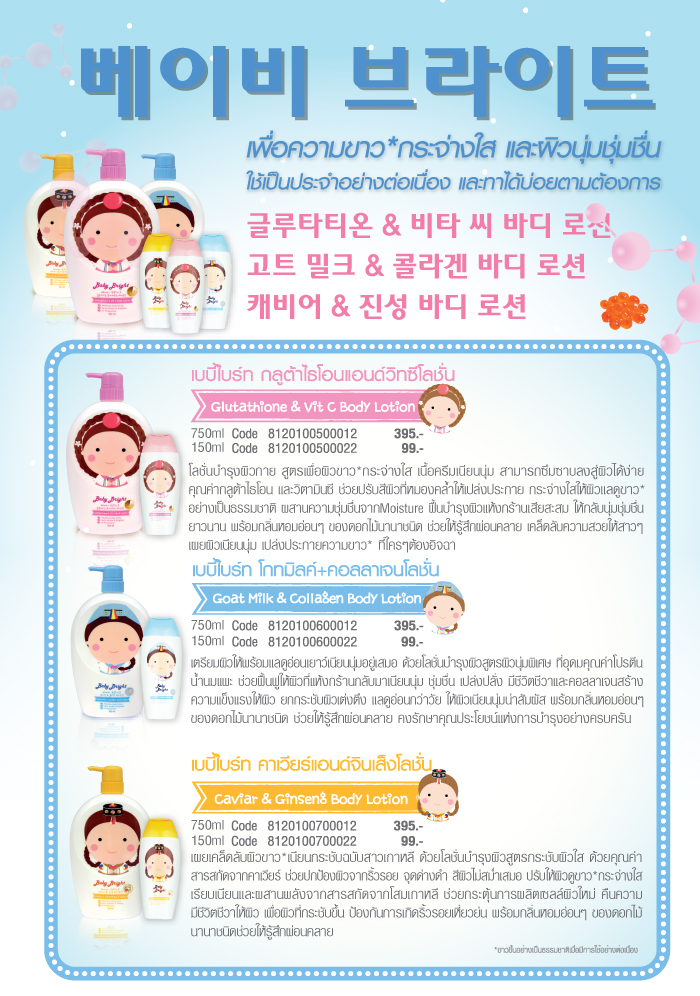 베이비 브라이트
เพื่อความขาว*กระจ่างใส และผิวนุ่มชุ่มชื่น
ใช้เป็นประจำอย่างต่อเนื่อง และทาได้บ่อยตามต้องการ
글루타티온 & 비타 씨 바디 로션
고트 밀크 & 콜라겐 바디 로션
캐비어 & 진성 바디 로션
Baby Bright
เบบี้ไบร์ท กลูต้าไธโอนแอนด์วิทซีโลชั่น
Glutathione & Vit C Body Lotion
750ml Code 8120100500012 395.-
150ml Code 8120100500022 99.-
โลชั่นบำรุงผิวกาย สูตรเพื่อผิวขาว*กระจ่างใส เนื้อครีมเนียนนุ่ม สามารถซึมซาบลงสู่ผิวได้ง่าย
คุณค่ากลูต้าไธโอน และวิตามินซี ช่วยปรับสีผิวที่หมองคล้ำให้เปล่งประกาย กระจ่างใสให้ผิวแลดูขาว*
อย่างเป็นธรรมชาติ ผสานความชุ่มชื่นจากMoisture ฟื้นบำรุงผิวแห้งกร้านเสียสะสม ให้กลับนุ่มชุ่มชื่น
ยาวนาน พร้อมกลิ่นหอมอ่อนๆ ของดอกไม้นานาชนิด ช่วยให้รู้สึกผ่อนคลาย เคล็ดลับความสวยให้สาวๆ
เผยผิวเนียนนุ่ม เปล่งประกายความขาว* ที่ใครๆต้องอิจฉา
Baby Bright
เบบี้ไบร์ท โกทมิลค์+คอลลาเจนโลชั่น
Goat Milk & Collagen Body Lotion
750ml Code 8120100600012 395.-
150ml Code 8120100600022 99.-
เตรียมผิวให้พร้อมแลดูอ่อนเยาว์เนียนนุ่มอยู่เสมอ ด้วยโลชั่นบำรุงผิวสูตรผิวนุ่มพิเศษ ที่อุดมคุณค่าโปรตีน
น้ำนมแพะ ช่วยฟื้นฟูให้ผิวที่แห้งกร้านกลับมาเนียนนุ่ม ชุ่มชื่น เปล่งปลั่ง มีชีวิตชีวาและคอลลาเจนสร้าง
ความแข็งแรงให้ผิว ยกกระชับผิวเต่งตึง แลดูอ่อนกว่าวัย ให้ผิวเนียนนุ่มน่าสัมผัส พร้อมกลิ่นหอมอ่อนๆ
ของดอกไม้นานาชนิด ช่วยให้รู้สึกผ่อนคลาย คงรักษาคุณประโยชน์แห่งการบำรุงอย่างครบครัน
Baby Bright
เบบี้ไบร์ท คาเวียร์แอนด์จินเส็งโลชั่น
Caviar & Ginseng Body Lotion
750ml Code 8120100700012 395.-
150ml Code 8120100700022 99.-
เผยเคล็ดลับผิวขาว*เนียนกระชับฉบับสาวเกาหลี ด้วยโลชั่นบำรุงผิวสูตรกระชับผิวใส ด้วยคุณค่า
สารสกัดจากคาเวียร์ ช่วยปกป้องผิวจากริ้วรอย จุดด่างดำ สีผิวไม่สม่ำเสมอ ปรับให้ผิวดูขาว*กระจ่างใส
เรียบเนียนและผสานพลังจากสารสกัดจากโสมเกาหลี ช่วยกระตุ้นการผลิตเซลล์ผิวใหม่ คืนความ
มีชีวิตชีวาให้ผิว เพื่อผิวที่กระชับขึ้น ป้องกันการเกิดริ้วรอยเหี่ยวย่น พร้อมกลิ่นหอมอ่อนๆ ของดอกไม้
นานาชนิดช่วยให้รู้สึกผ่อนคลาย
Baby Bright
*ขาวขึ้นอย่างเป็นธรรมชาติเมื่อมีการใช้อย่างต่อเนื่อง